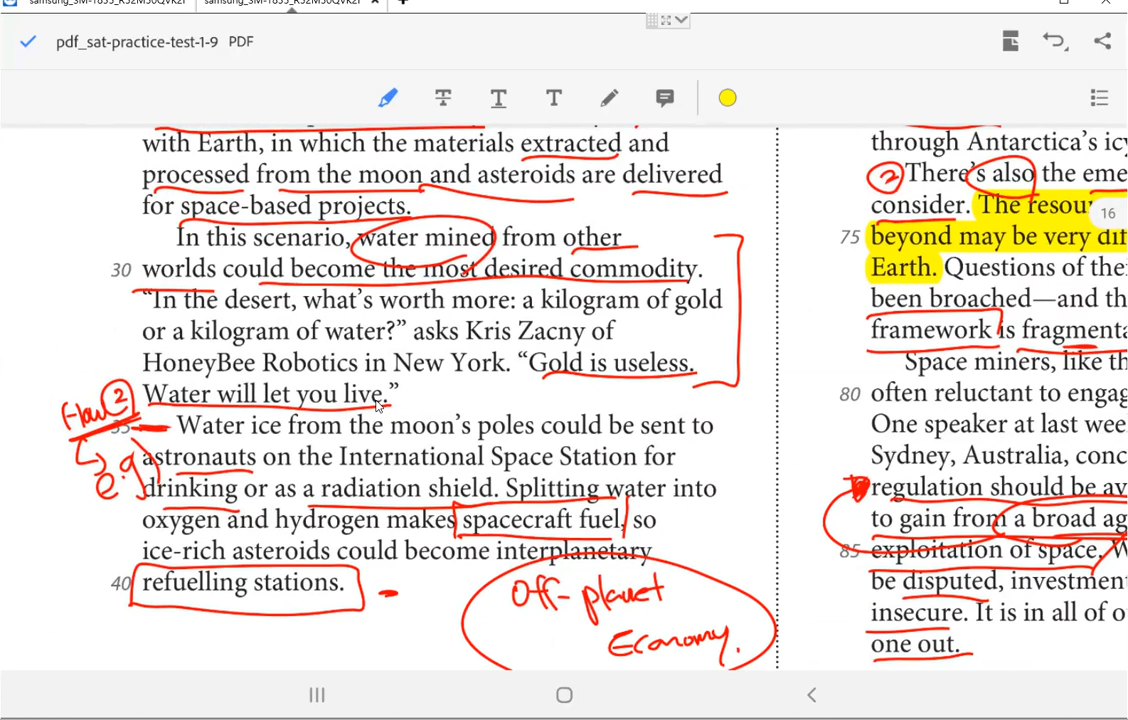 samsung_SM-T835_R52M50QVK2F
samsung_SM-T835_R52M50QVK2F
pdf_sat-practice-test-1-9 PDF
with Earth, in which the materials extracted and
processed from the moon and asteroids are delivered
for space-based projects.
In this scenario, water mined from other
30 worlds could become the most desired commodity.
“In the desert, what’s worth more: a kilogram of gold
or a kilogram of water?” asks Kris Zacny of
HoneyBee Robotics in New York. “Gold is useless.
Water will let you live.”
2
35 Water ice from the moon’s poles could be sent to
astronauts on the International Space Station for
e.g
drinking or as a radiation shield. Splitting water into
oxygen and hydrogen makes spacecraft fuel, so
ice-rich asteroids could become interplanetary
40 refuelling stations.
Off-planet
Economy.
through Antarctica’s icy
2 There’s also the eme
consider. The resour
16
75 beyond may be very dif
Earth. Questions of thei
been broached—and th
framework is fragmenta
Space miners, like th
80 often reluctant to engag
One speaker at last wee
Sydney, Australia, conc
regulation should be av
to gain from a broad ag
85 exploitation of space. W
be disputed, investment
insecure. It is in all of o
one out.